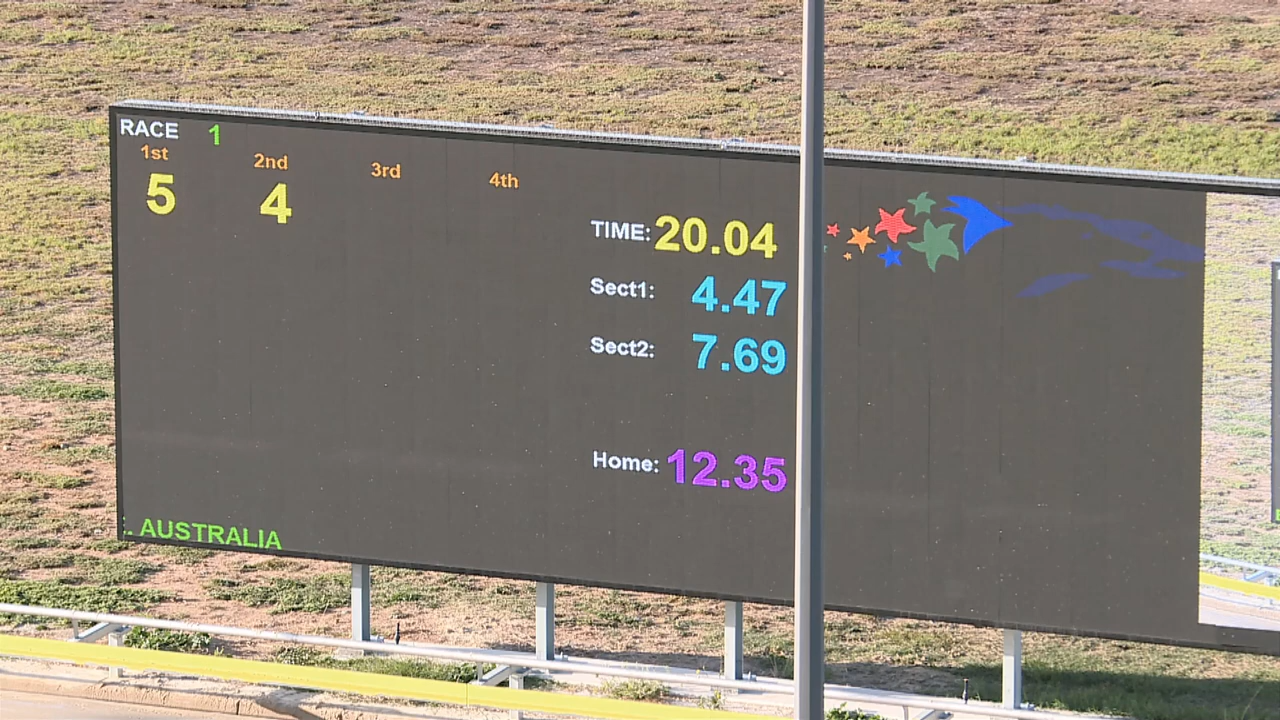 RACE 1
1st 2nd 3rd 4th
5 4
TIME: 20.04
Sect1: 4.47
Sect2: 7.69
Home: 12.35
. AUSTRALIA